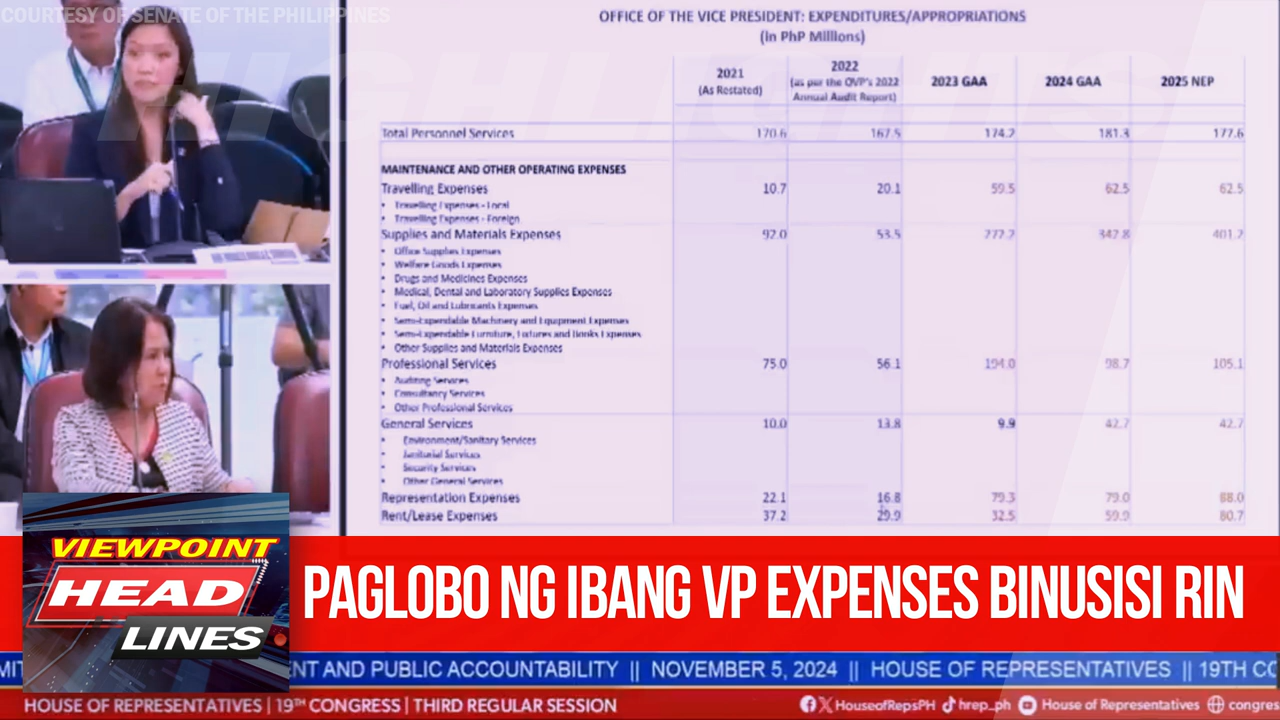 COURTESY OF SENATE OF THE PHILIPPINES
HIGHLIGHTS
OFFICE OF THE VICE PRESIDENT: EXPENDITURES/APPROPRIATIONS
(in PhP Millions)
2021 (As Restated) 2022 (as per the OVP's 2022 Annual Audit Report) 2023 GAA 2024 GAA 2025 NEP
Total Personnel Services 170.6 167.5 174.2 181.3 177.6
MAINTENANCE AND OTHER OPERATING EXPENSES
Travelling Expenses 10.7 20.1 59.5 62.5 62.5
• Travelling Expenses - Local
• Travelling Expenses - Foreign
Supplies and Materials Expenses 92.0 53.5 277.2 342.8 401.2
• Office Supplies Expenses
• Welfare Goods Expenses
• Drugs and Medicines Expenses
• Medical, Dental and Laboratory Supplies Expenses
• Fuel, Oil and Lubricants Expenses
• Semi-Expendable Machinery and Equipment Expenses
• Semi-Expendable Furniture, Fixtures and Books Expenses
• Other Supplies and Materials Expenses
Professional Services 75.0 56.1 194.0 98.7 105.1
• Auditing Services
• Consultancy Services
• Other Professional Services
General Services 10.0 13.8 9.9 42.7 42.7
• Environment/Sanitary Services
• Janitorial Services
• Security Services
• Other General Services
Representation Expenses 22.1 16.8 79.3 79.0 68.0
Rent/Lease Expenses 37.2 29.9 32.5 59.9 80.7
VIEWPOINT
HEAD
LINES
PAGLOBO NG IBANG VP EXPENSES BINUSISI RIN
NT AND PUBLIC ACCOUNTABILITY || NOVEMBER 5, 2024 || HOUSE OF REPRESENTATIVES || 19TH CO
HOUSE OF REPRESENTATIVES | 19TH CONGRESS | THIRD REGULAR SESSION
HouseofRepsPH hrep_ph House of Representatives congres